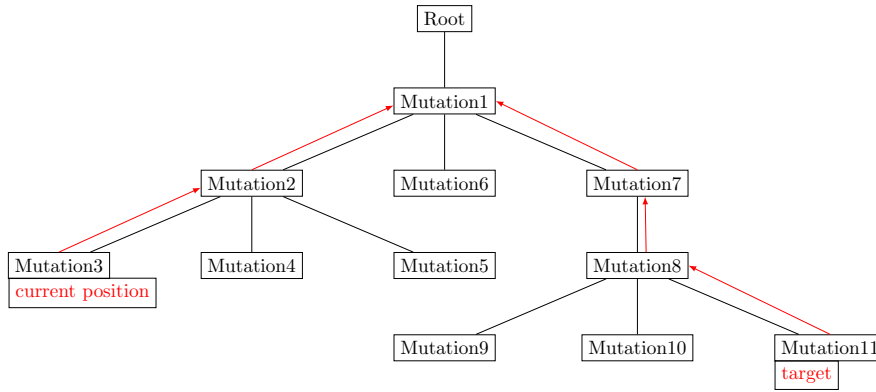 Root
Mutation1
Mutation2
Mutation6
Mutation7
Mutation3
Mutation4
Mutation5
Mutation8
current position
Mutation9
Mutation10
Mutation11
target